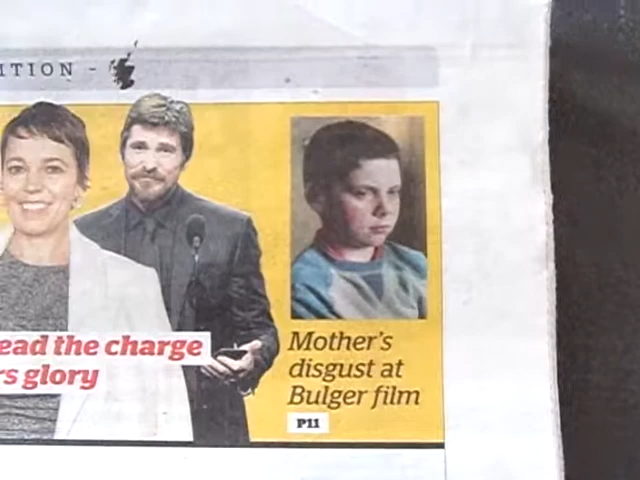 ITION -
ead the charge
rs glory
Mother's
disgust at
Bulger film
P11